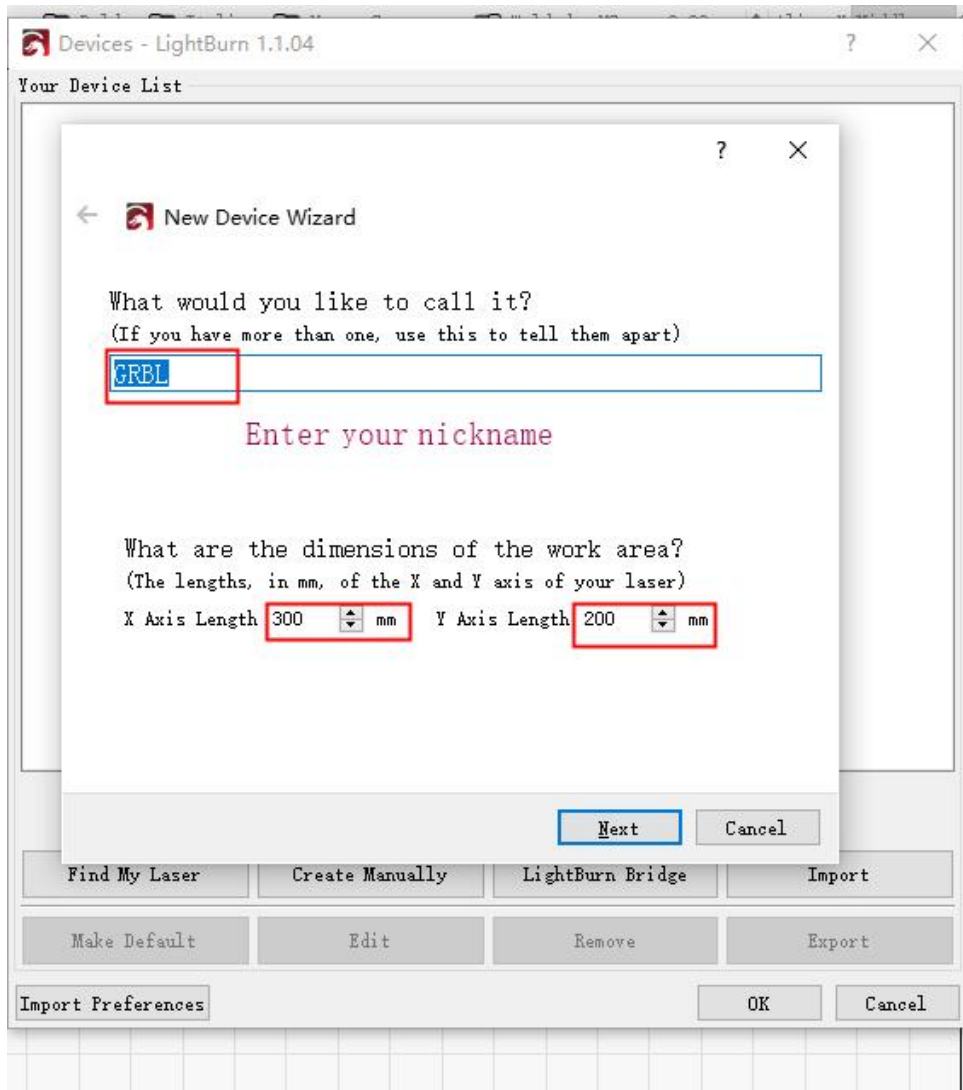 Devices - LightBurn 1.1.04
Your Device List
New Device Wizard
What would you like to call it?
(If you have more than one, use this to tell them apart)
GRBL
Enter your nickname
What are the dimensions of the work area?
(The lengths, in mm, of the X and Y axis of your laser)
X Axis Length 300 mm Y Axis Length 200 mm
Next Cancel
Find My Laser Create Manually LightBurn Bridge Import
Make Default Edit Remove Export
Import Preferences OK Cancel